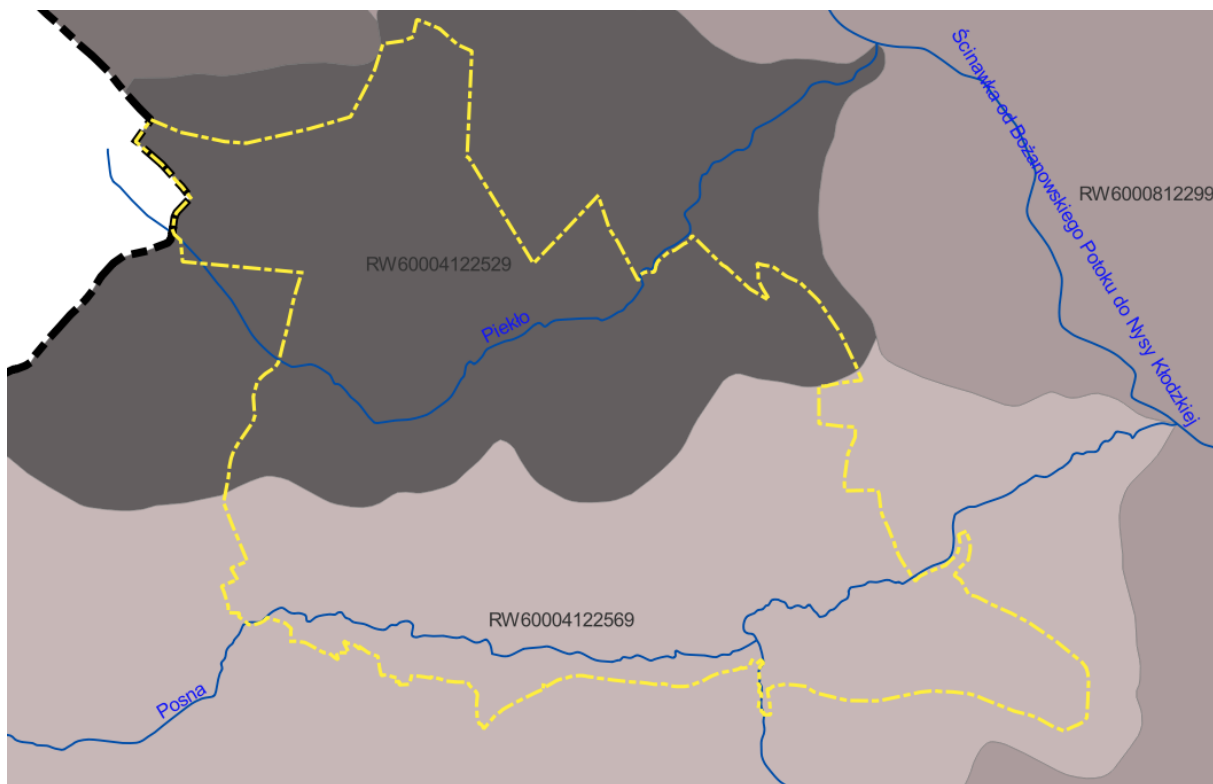 Ścinawka od Bożanowskiego Potoku do Nysy Kłodzkiej
RW6000812299
RW60004122529
Piekło
RW60004122569
Posna